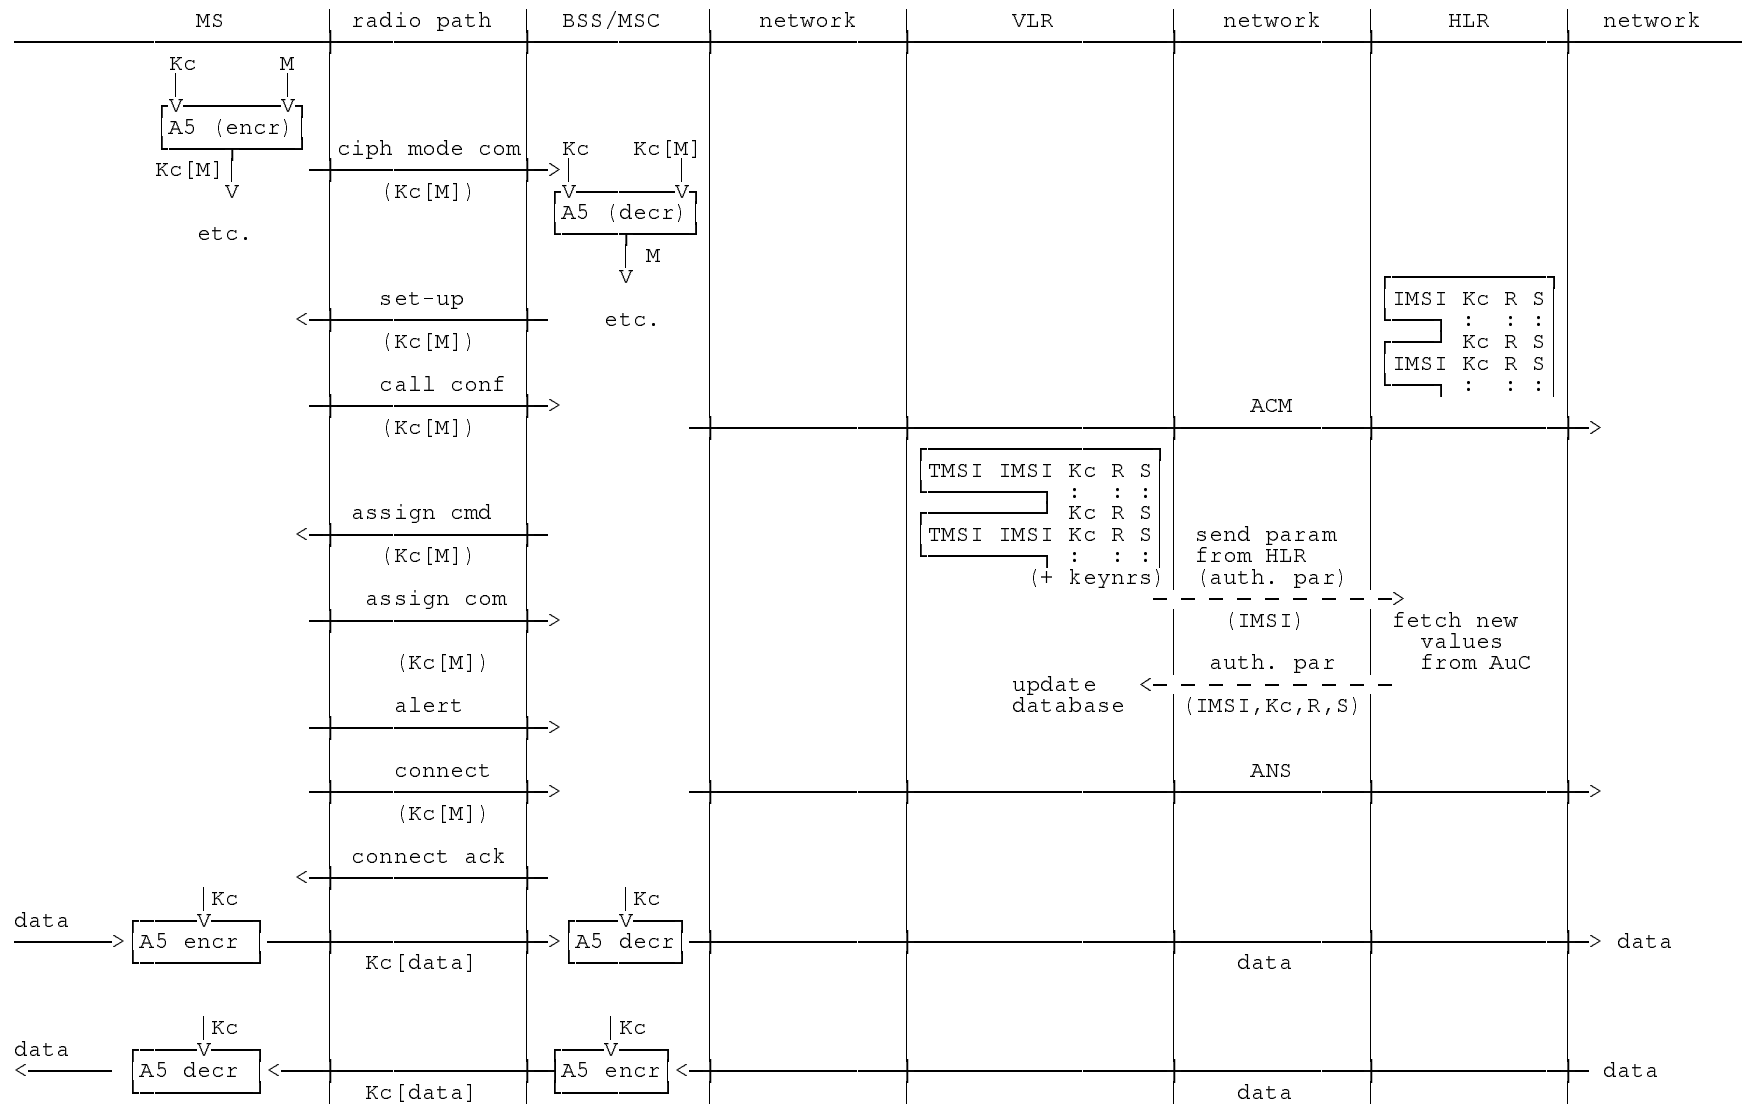 MS radio path BSS/MSC network VLR network HLR network
Kc M
V V
A5 (encr)
ciph mode com Kc Kc[M]
Kc[M] >
V (Kc[M]) V V
A5 (decr)
etc.
M
V
set-up IMSI Kc R S
< etc. : : :
(Kc[M]) Kc R S
IMSI Kc R S
call conf : : :
> ACM
(Kc[M]) >
TMSI IMSI Kc R S
: : :
assign cmd Kc R S
< TMSI IMSI Kc R S send param
(Kc[M]) : : : from HLR
(+ keynrs) (auth. par)
assign com >
> (IMSI) fetch new
values
(Kc[M]) auth. par from AuC
update <
alert database (IMSI,Kc,R,S)
>
connect ANS
> >
(Kc[M])
connect ack
<
Kc Kc
data V V
> A5 encr > A5 decr > data
Kc[data] data
Kc Kc
data V V
< A5 decr < A5 encr < data
Kc[data] data